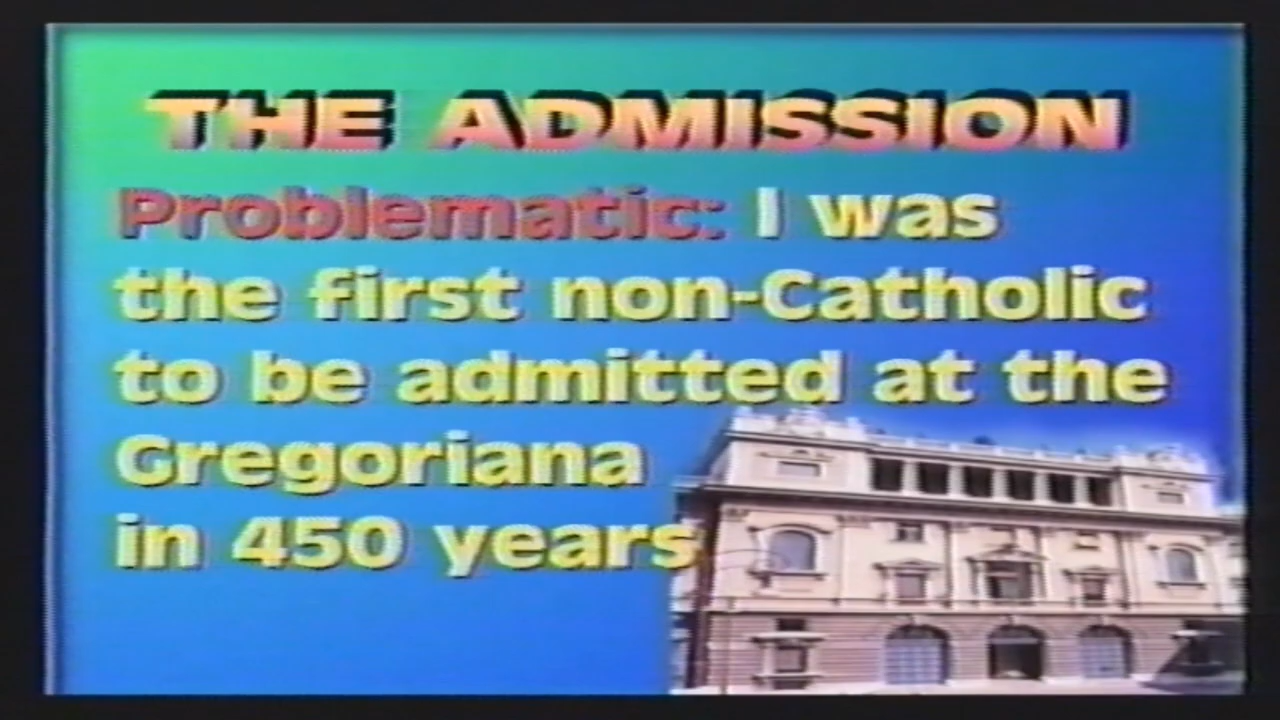 THE ADMISSION
Problematic: I was
the first non-Catholic
to be admitted at the
Gregoriana
in 450 years